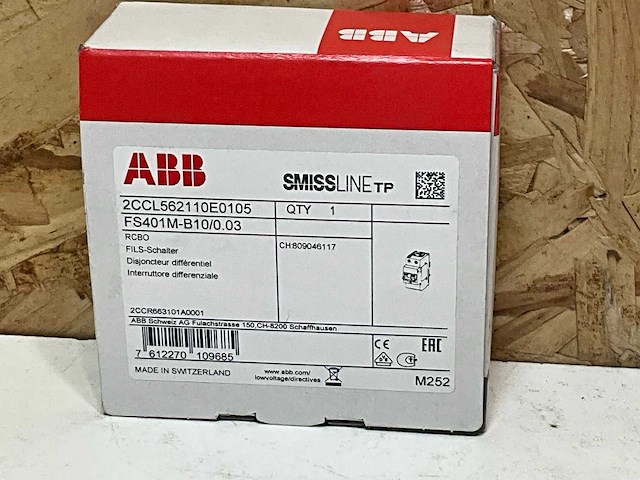 ABB
ABB
SMISSLINE TP
2CCL562110E0105
QTY 1
FS401M-B10/0.03
RCBO
FILS-Schalter
Disjoncteur différentiel
Interruttore differenziale
CH:809046117
2CCR663101A0001
ABB Schweiz AG Fulachstrasse 150,CH-8200 Schaffhausen
7 612270 109685
CE
EAC
MADE IN SWITZERLAND
www.abb.com/
lowvoltage/directives
M252